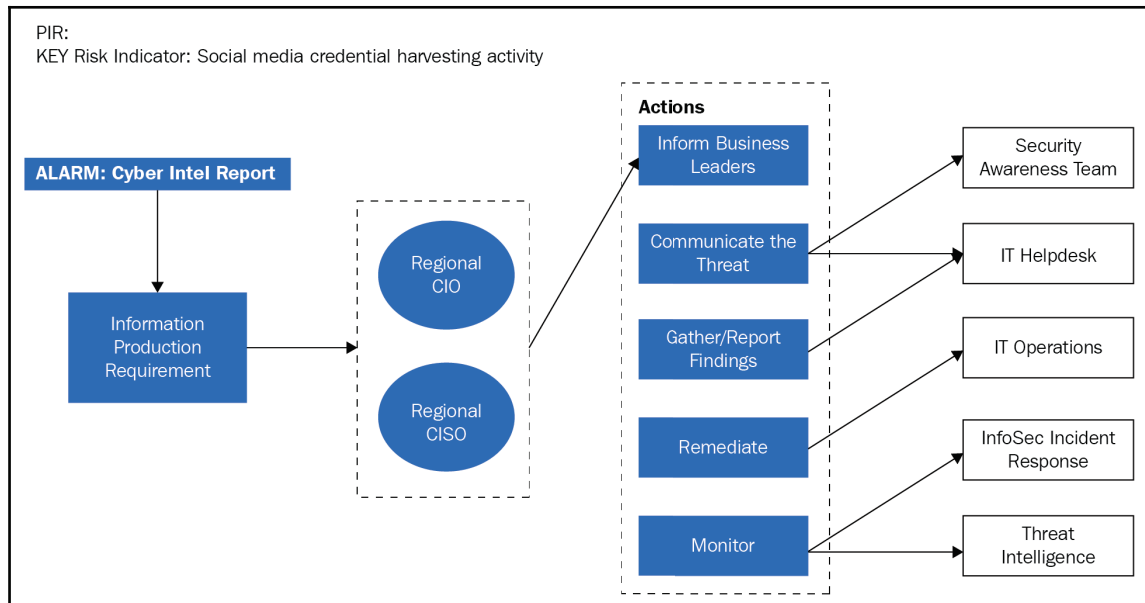 PIR:
KEY Risk Indicator: Social media credential harvesting activity
ALARM: Cyber Intel Report
Information
Production
Requirement
Regional
CIO
Regional
CISO
Actions
Inform Business
Leaders
Communicate the
Threat
Gather/Report
Findings
Remediate
Monitor
Security
Awareness Team
IT Helpdesk
IT Operations
InfoSec Incident
Response
Threat
Intelligence